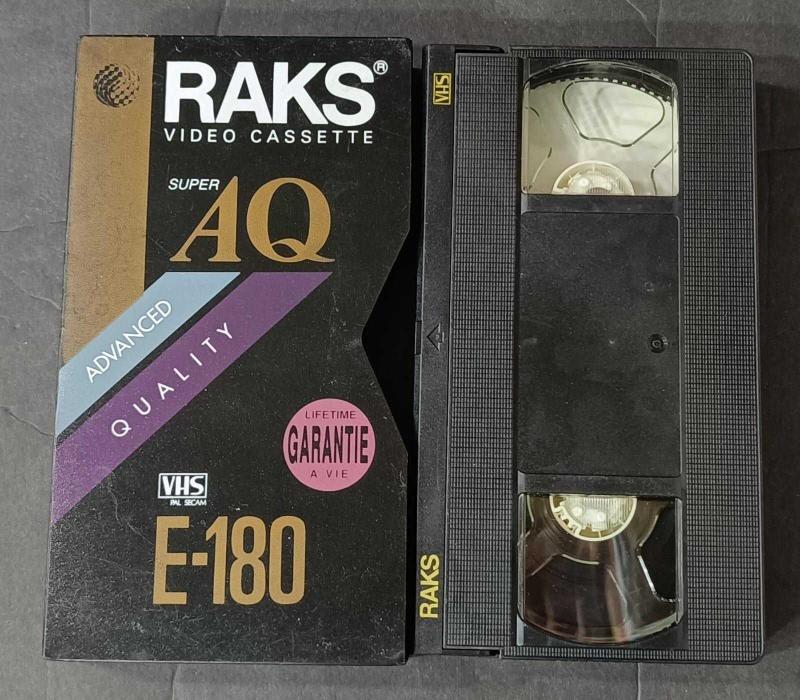 RAKS®
VIDEO CASSETTE
SUPER AQ
ADVANCED
QUALITY
LIFETIME
GARANTIE
A VIE
VHS
PAL SECAM
E-180
VHS
RAKS